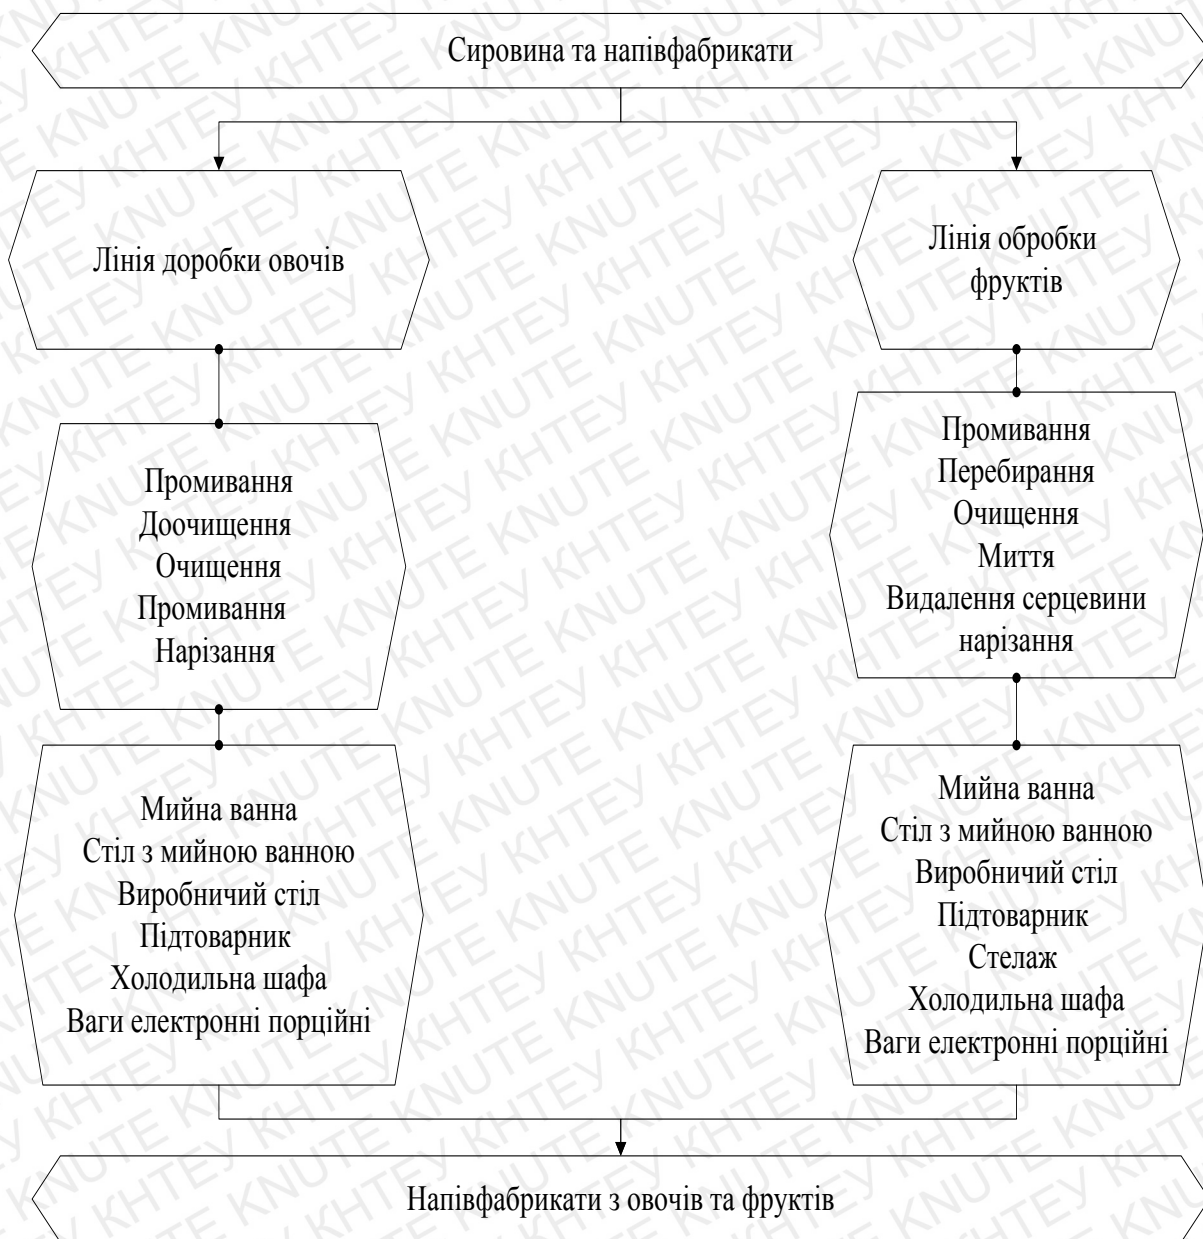 Сировина та напівфабрикати
Лінія доробки овочів
Лінія обробки
фруктів
Промивання
Доочищення
Очищення
Промивання
Нарізання
Промивання
Перебирання
Очищення
Миття
Видалення серцевини
нарізання
Мийна ванна
Стіл з мийною ванною
Виробничий стіл
Підтоварник
Холодильна шафа
Ваги електронні порційні
Мийна ванна
Стіл з мийною ванною
Виробничий стіл
Підтоварник
Стелаж
Холодильна шафа
Ваги електронні порційні
Напівфабрикати з овочів та фруктів